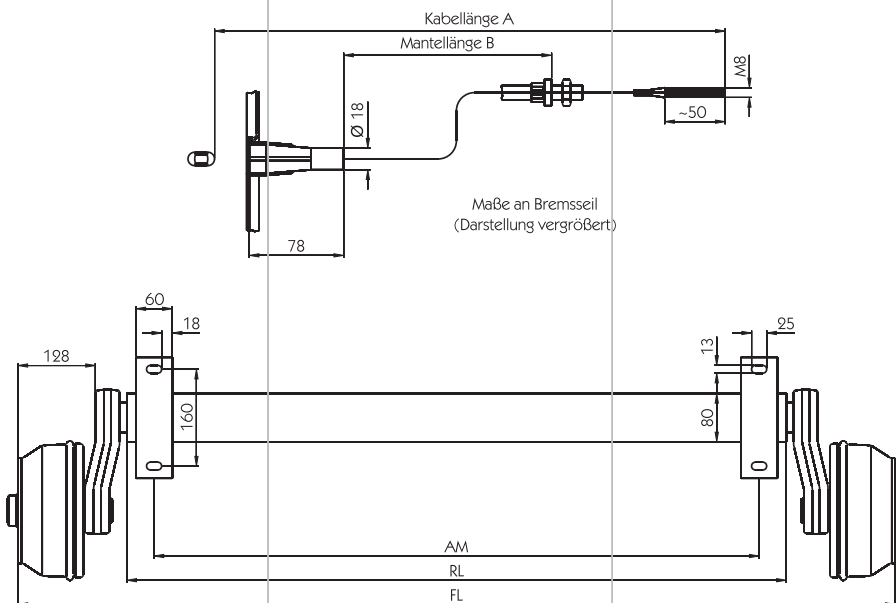 Kabellänge A
Mantellänge B
M8
~50
Ø 18
Maße an Bremsseil
(Darstellung vergrößert)
78
60
18
128
160
25
13
80
AM
RL
FL